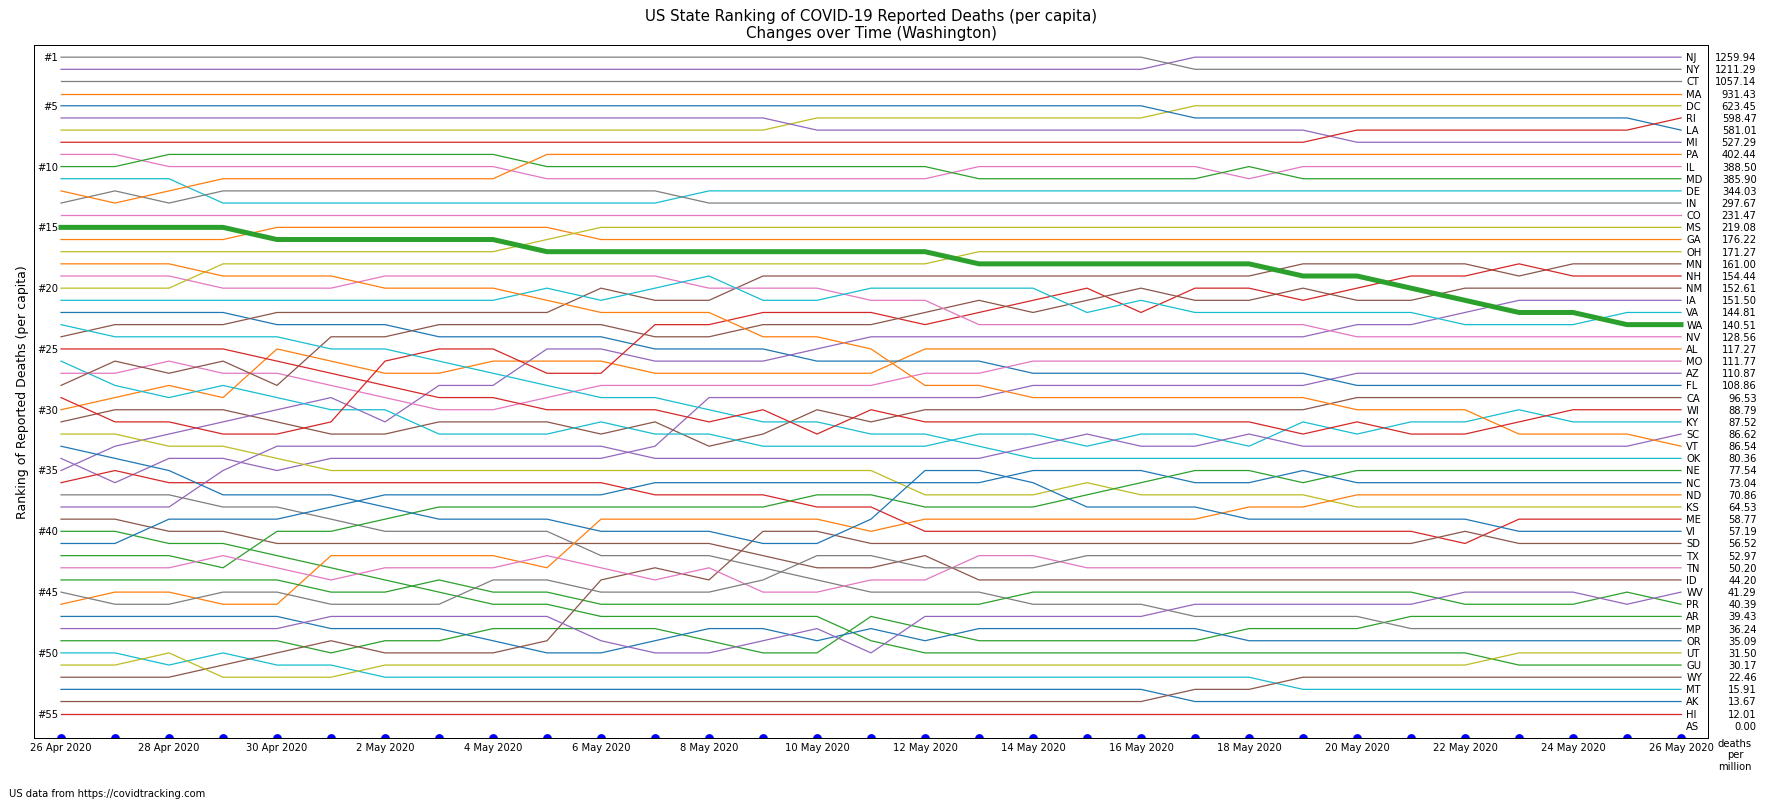 US State Ranking of COVID-19 Reported Deaths (per capita)
Changes over Time (Washington)
Ranking of Reported Deaths (per capita)
#1
#5
#10
#15
#20
#25
#30
#35
#40
#45
#50
#55
NJ 1259.94
NY 1211.29
CT 1057.14
MA 931.43
DC 623.45
RI 598.47
LA 581.01
MI 527.29
PA 402.44
IL 388.50
MD 385.90
DE 344.03
IN 297.67
CO 231.47
MS 219.08
GA 176.22
OH 171.27
MN 161.00
NH 154.44
NM 152.61
IA 151.50
VA 144.81
WA 140.51
NV 128.56
AL 117.27
MO 111.77
AZ 110.87
FL 108.86
CA 96.53
WI 88.79
KY 87.52
SC 86.62
VT 86.54
OK 80.36
NE 77.54
NC 73.04
ND 70.86
KS 64.53
ME 58.77
VI 57.19
SD 56.52
TX 52.97
TN 50.20
ID 44.20
WV 41.29
PR 40.39
AR 39.43
MP 36.24
OR 35.09
UT 31.50
GU 30.17
WY 22.46
MT 15.91
AK 13.67
HI 12.01
AS 0.00
26 Apr 2020 28 Apr 2020 30 Apr 2020 2 May 2020 4 May 2020 6 May 2020 8 May 2020 10 May 2020 12 May 2020 14 May 2020 16 May 2020 18 May 2020 20 May 2020 22 May 2020 24 May 2020 26 May 2020
deaths
per
million
US data from https://covidtracking.com